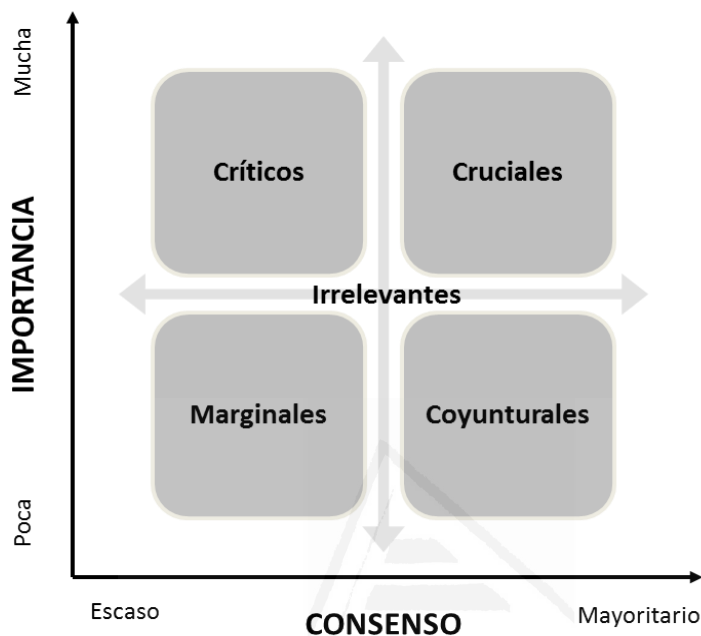 Mucha
Críticos
Cruciales
IMPORTANCIA
Irrelevantes
Marginales
Coyunturales
Poca
Escaso
CONSENSO
Mayoritario